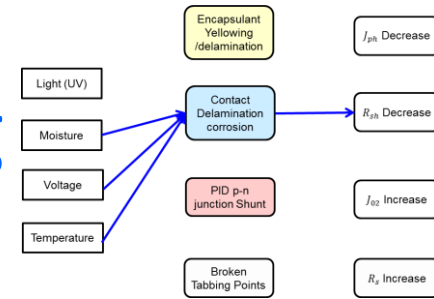 Encapsulant
Yellowing
/delamination
J_ph Decrease
Light (UV)
Contact
Delamination
corrosion
R_sh Decrease
Moisture
Voltage
PID p-n
junction Shunt
J_02 Increase
Temperature
Broken
Tabbing Points
R_s Increase